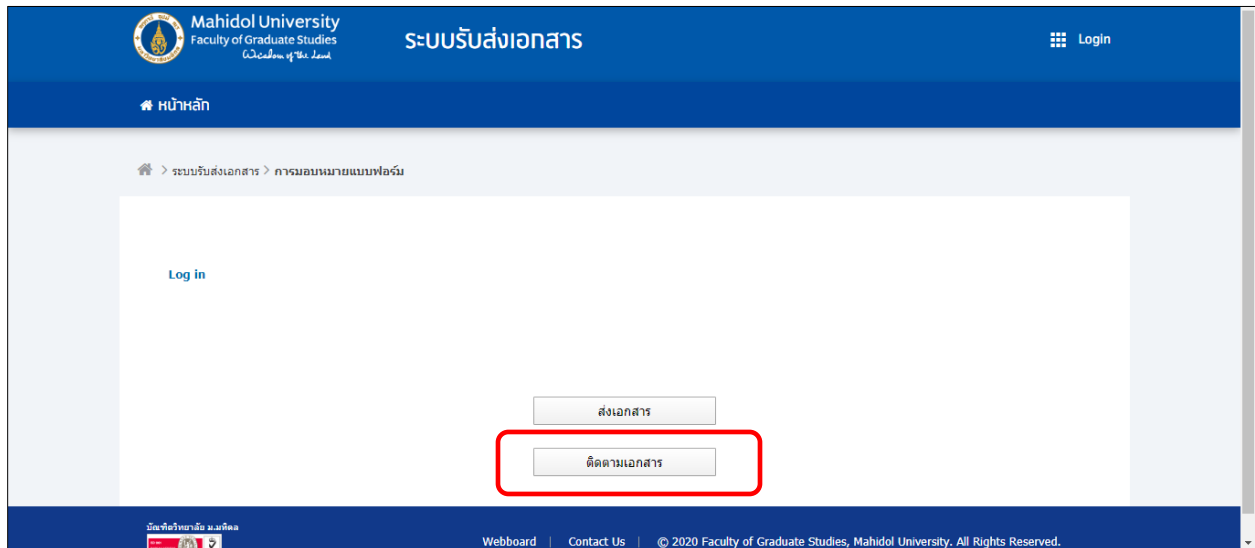 Mahidol University
Faculty of Graduate Studies
Wisdom of the Land
ระบบรับส่งเอกสาร
Login
หน้าหลัก
> ระบบรับส่งเอกสาร > การมอบหมายแบบฟอร์ม
Log in
ส่งเอกสาร
ติดตามเอกสาร
บัณฑิตวิทยาลัย ม.มหิดล
Webboard | Contact Us | © 2020 Faculty of Graduate Studies, Mahidol University. All Rights Reserved.